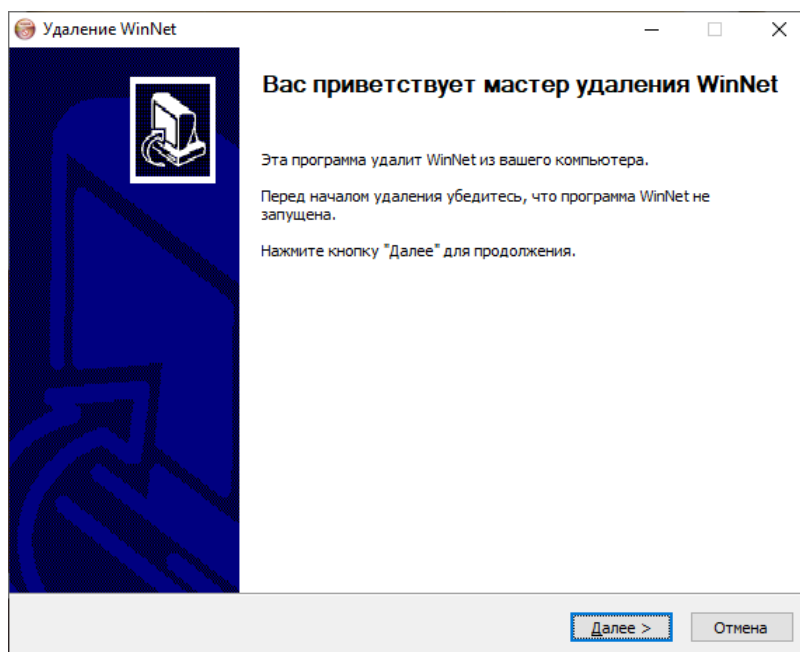 Удаление WinNet
Вас приветствует мастер удаления WinNet
Эта программа удалит WinNet из вашего компьютера.
Перед началом удаления убедитесь, что программа WinNet не
запущена.
Нажмите кнопку "Далее" для продолжения.
Далее >
Отмена